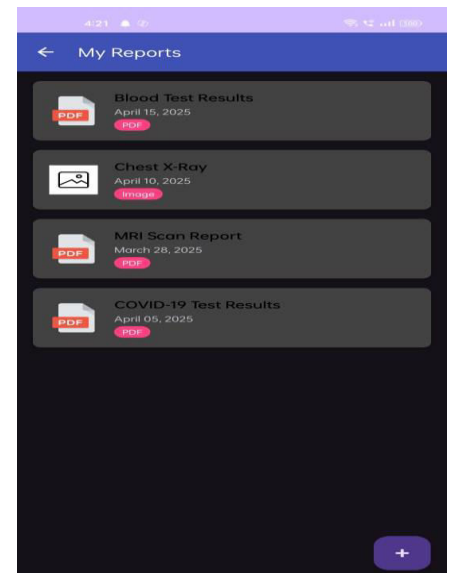 4:21
My Reports
Blood Test Results
April 15, 2025
PDF
PDF
Chest X-Ray
April 10, 2025
Image
MRI Scan Report
March 28, 2025
PDF
PDF
COVID-19 Test Results
April 05, 2025
PDF
PDF
+